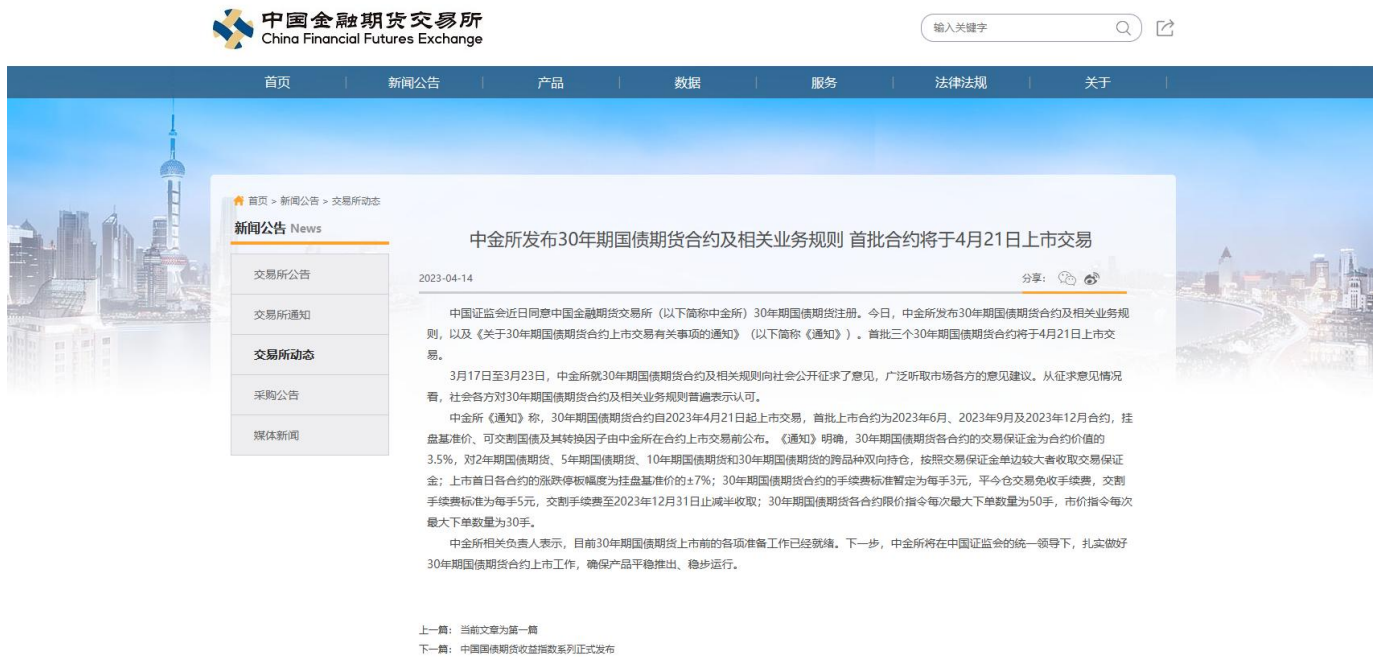 中国金融期货交易所
China Financial Futures Exchange
输入关键字
首页 | 新闻公告 | 产品 | 数据 | 服务 | 法律法规 | 关于 |
首页 > 新闻公告 > 交易所动态
新闻公告 News
交易所公告
交易所通知
交易所动态
采购公告
媒体新闻
中金所发布30年期国债期货合约及相关业务规则 首批合约将于4月21日上市交易
2023-04-14
分享:
中国证监会近日同意中国金融期货交易所（以下简称中金所）30年期国债期货注册。今日，中金所发布30年期国债期货合约及相关业务规
则，以及《关于30年期国债期货合约上市交易有关事项的通知》（以下简称《通知》）。首批三个30年期国债期货合约将于4月21日上市交
易。
3月17日至3月23日，中金所就30年期国债期货合约及相关规则向社会公开征求了意见，广泛听取市场各方的意见建议。从征求意见情况
看，社会各方对30年期国债期货合约及相关业务规则普遍表示认可。
中金所《通知》称，30年期国债期货合约自2023年4月21日起上市交易，首批上市合约为2023年6月、2023年9月及2023年12月合约，挂
盘基准价、可交割国债及其转换因子由中金所在合约上市交易前公布。《通知》明确，30年期国债期货各合约的交易保证金为合约价值的
3.5%，对2年期国债期货、5年期国债期货、10年期国债期货和30年期国债期货的跨品种双向持仓，按照交易保证金单边较大者收取交易保证
金；上市首日各合约的涨跌停板幅度为挂盘基准价的±7%；30年期国债期货合约的手续费标准暂定为每手3元，平今仓交易免收手续费，交割
手续费标准为每手5元，交割手续费至2023年12月31日止减半收取；30年期国债期货各合约限价指令每次最大下单数量为50手，市价指令每次
最大下单数量为30手。
中金所相关负责人表示，目前30年期国债期货上市前的各项准备工作已经就绪。下一步，中金所将在中国证监会的统一领导下，扎实做好
30年期国债期货合约上市工作，确保产品平稳推出、稳步运行。
上一篇: 当前文章为第一篇
下一篇: 中国国债期货收益指数系列正式发布